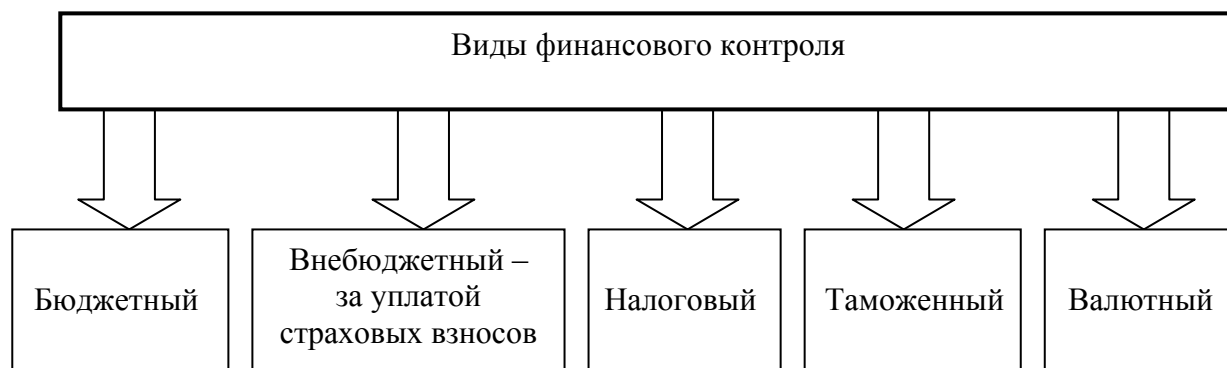 Виды финансового контроля
Бюджетный
Внебюджетный –
за уплатой
страховых взносов
Налоговый
Таможенный
Валютный